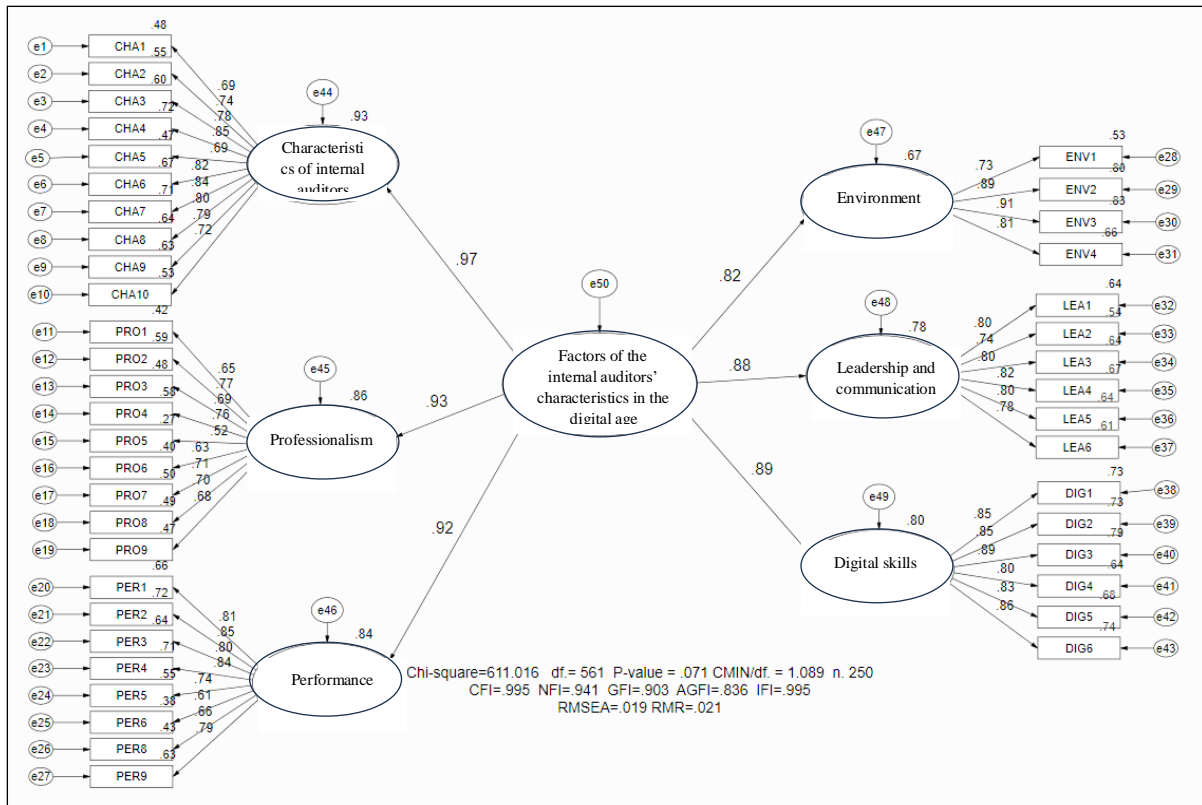 .48
e1 CHA1
.55
e2 CHA2
.60
e3 CHA3
.72
e4 CHA4
.47
e5 CHA5
.67
e6 CHA6
.71
e7 CHA7
.64
e8 CHA8
.63
e9 CHA9
.53
e10 CHA10
.69
.74
.78
.85
.69
.82
.84
.80
.79
.72
e44
.93
Characteristi
cs of internal
auditors
.97
.42
e11 PRO1
.59
e12 PRO2
.48
e13 PRO3
.58
e14 PRO4
.27
e15 PRO5
.40
e16 PRO6
.50
e17 PRO7
.49
e18 PRO8
.47
e19 PRO9
.65
.77
.69
.76
.52
.63
.71
.70
.68
e45
.86
Professionalism
.93
.66
e20 PER1
.72
e21 PER2
.64
e22 PER3
.71
e23 PER4
.55
e24 PER5
.38
e25 PER6
.43
e26 PER8
.63
e27 PER9
.81
.85
.80
.84
.74
.61
.66
.79
e46
.84
Performance
.92
e50
Factors of the
internal auditors'
characteristics in the
digital age
.82
e47
.67
Environment
.73
.89
.91
.81
.53
ENV1 e28
.80
ENV2 e29
.83
ENV3 e30
.66
ENV4 e31
.88
e48
.78
Leadership and
communication
.80
.74
.80
.82
.80
.78
.64
LEA1 e32
.54
LEA2 e33
.64
LEA3 e34
.67
LEA4 e35
.64
LEA5 e36
.61
LEA6 e37
.89
e49
.80
Digital skills
.85
.85
.89
.80
.83
.86
.73
DIG1 e38
.73
DIG2 e39
.79
DIG3 e40
.64
DIG4 e41
.68
DIG5 e42
.74
DIG6 e43
Chi-square=611.016 df.= 561 P-value = .071 CMIN/df. = 1.089 n. 250
CFI=.995 NFI=.941 GFI=.903 AGFI=.836 IFI=.995
RMSEA=.019 RMR=.021